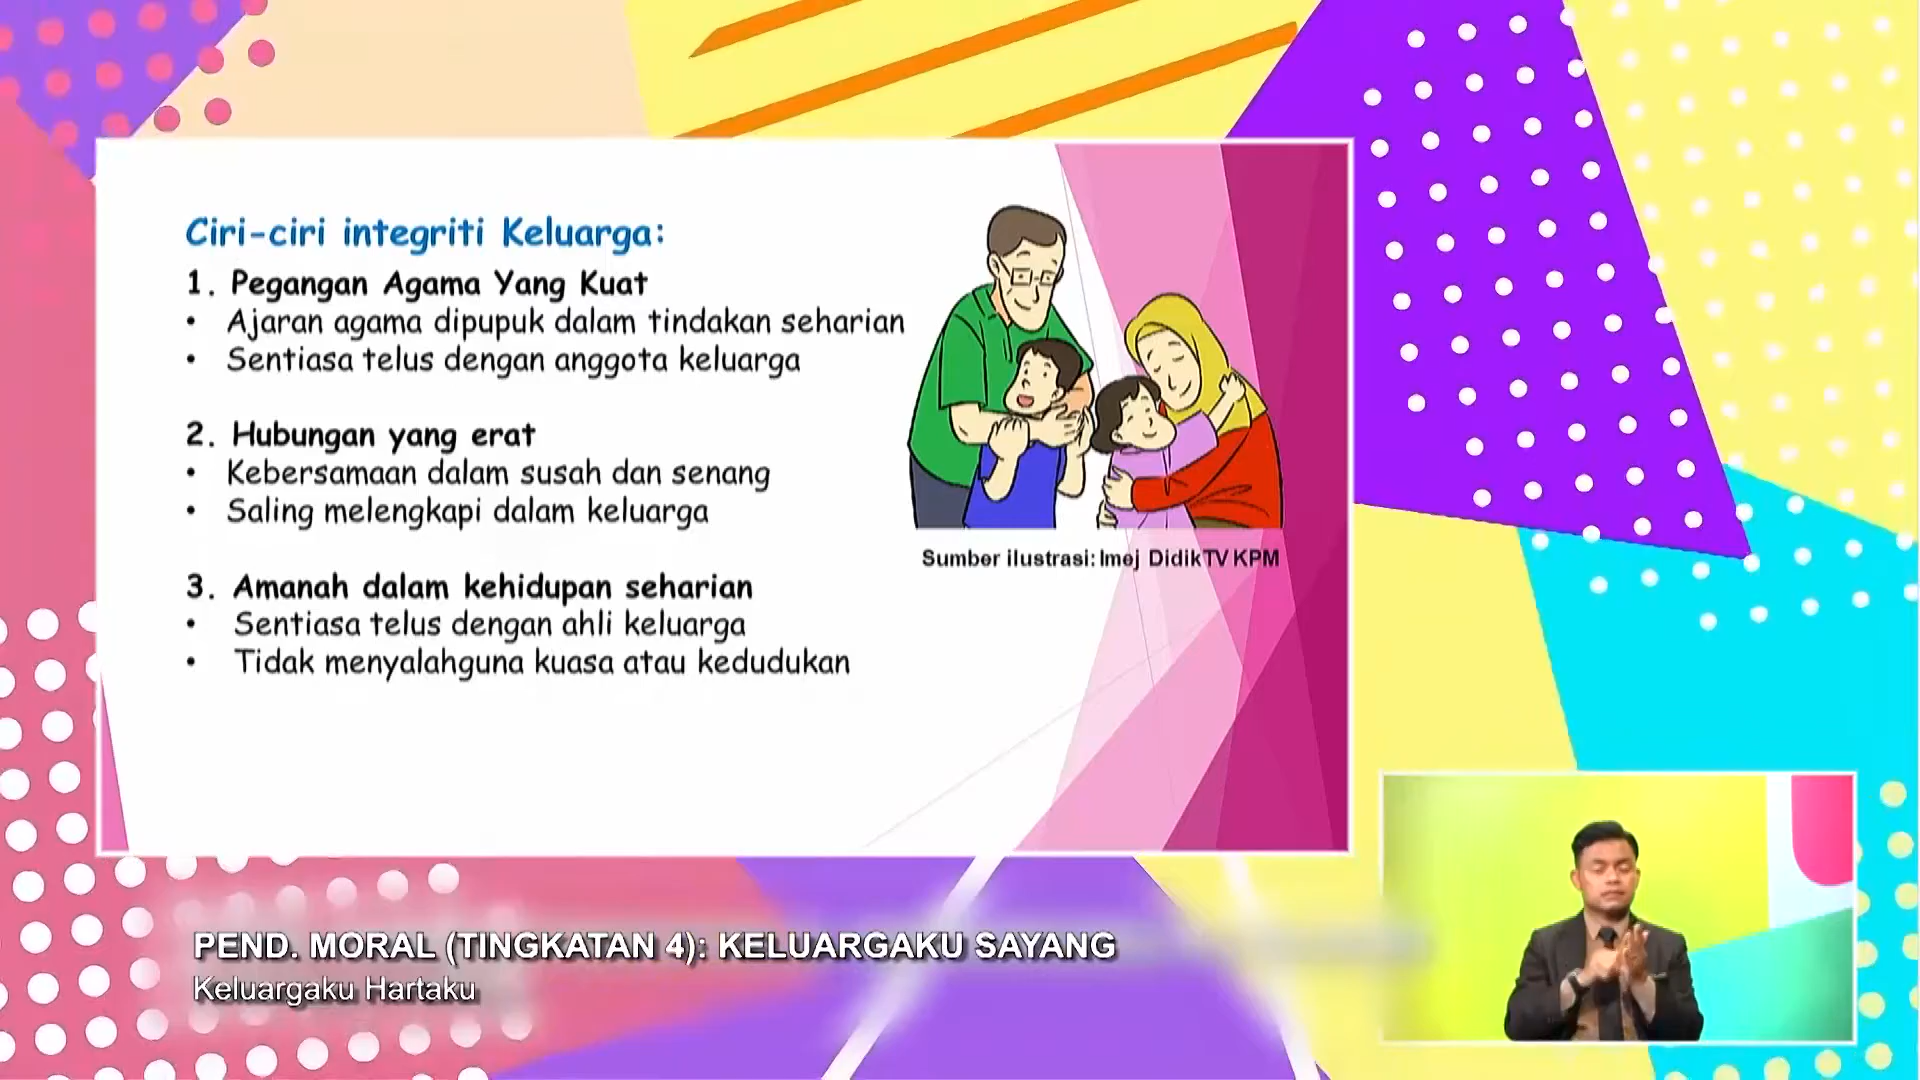 Ciri-ciri integriti Keluarga:
1. Pegangan Agama Yang Kuat
• Ajaran agama dipupuk dalam tindakan seharian
• Sentiasa telus dengan anggota keluarga
2. Hubungan yang erat
• Kebersamaan dalam susah dan senang
• Saling melengkapi dalam keluarga
3. Amanah dalam kehidupan seharian
• Sentiasa telus dengan ahli keluarga
• Tidak menyalahguna kuasa atau kedudukan
Sumber ilustrasi: Imej DidikTV KPM
PEND. MORAL (TINGKATAN 4): KELUARGAKU SAYANG
Keluargaku Hartaku